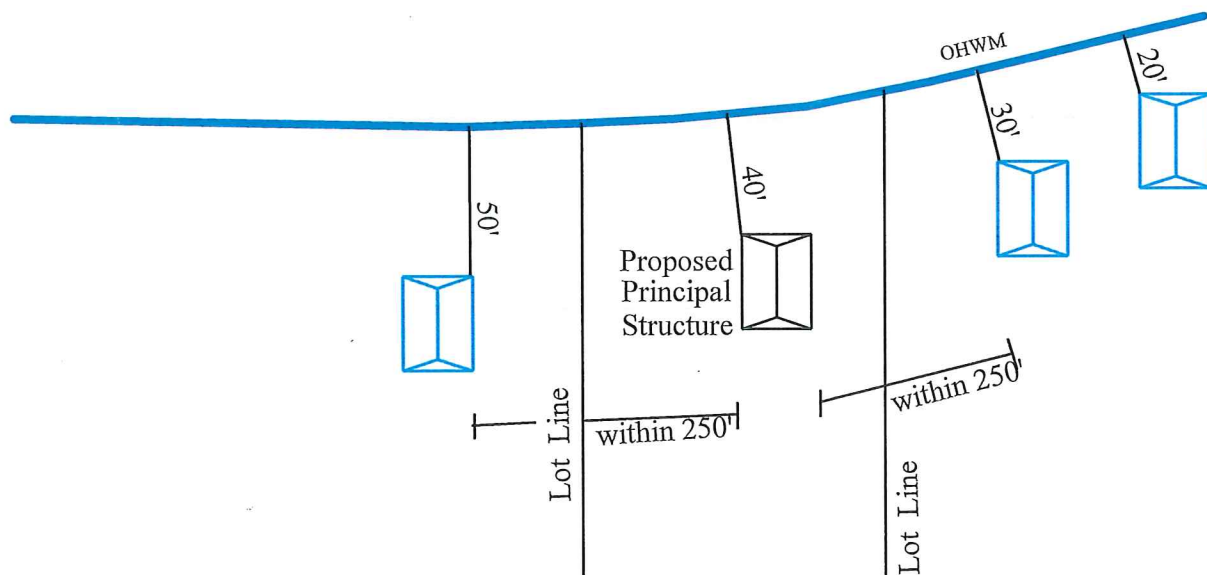 OHWM
20'
30'
40'
50'
Proposed
Principal
Structure
within 250'
within 250'
Lot Line
Lot Line